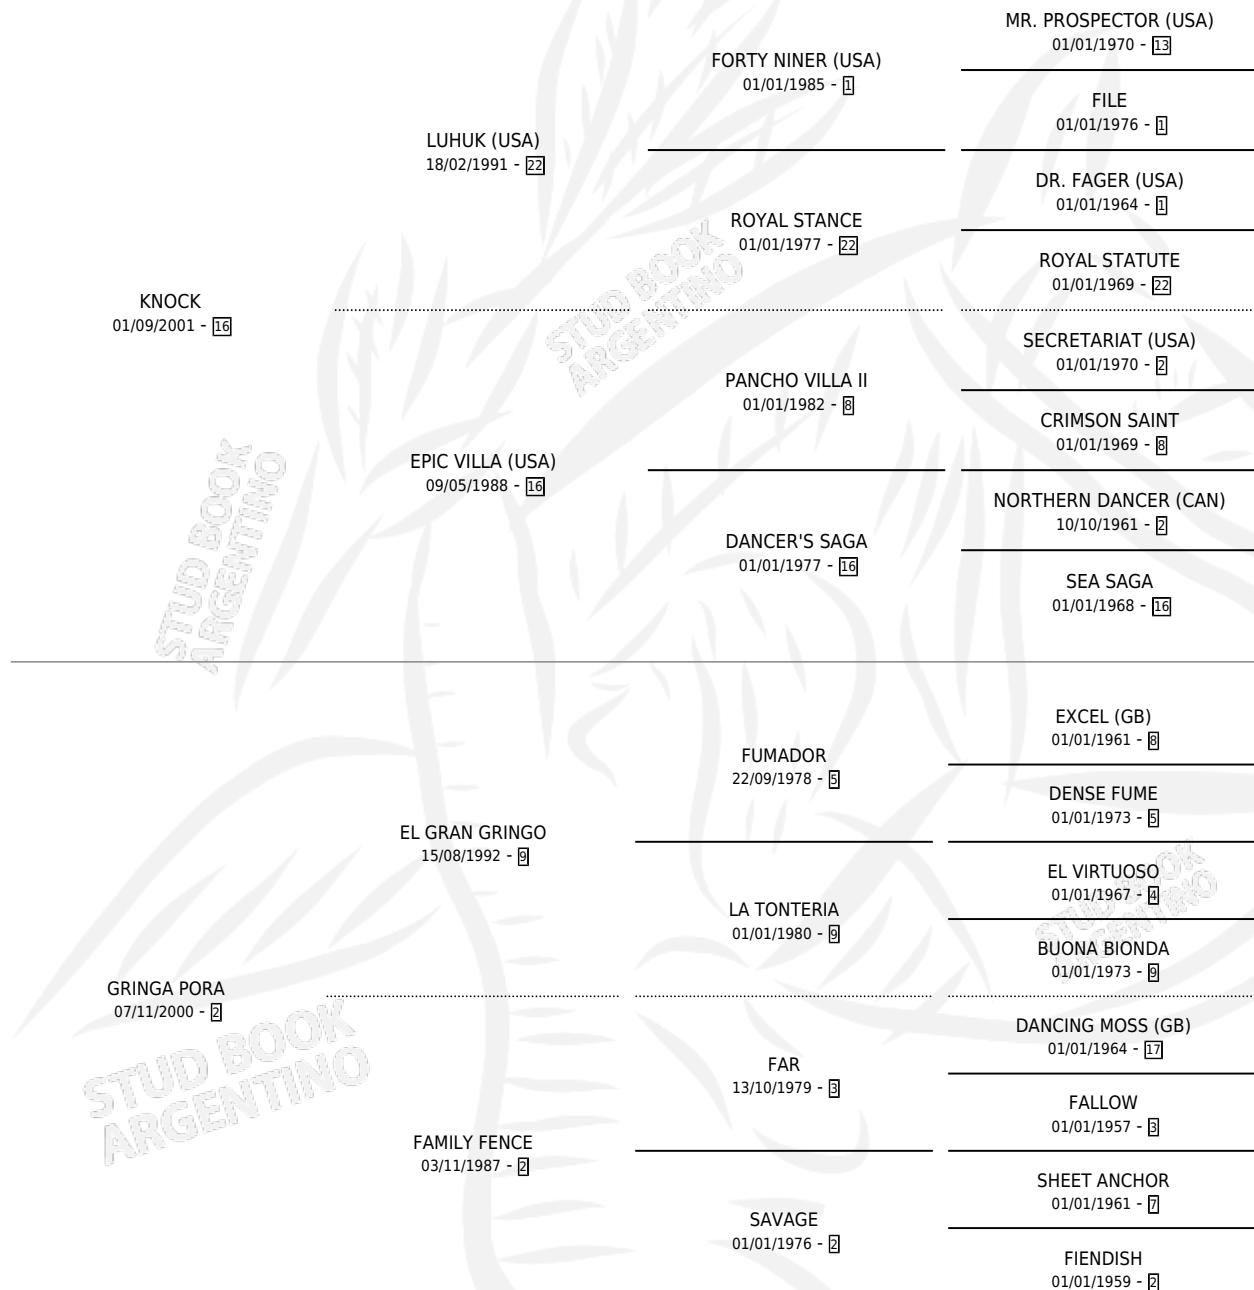 MR. PROSPECTOR (USA)
01/01/1970 - 13
FORTY NINER (USA)
01/01/1985 - 1
FILE
01/01/1976 - 1
LUHUK (USA)
18/02/1991 - 22
DR. FAGER (USA)
01/01/1964 - 1
ROYAL STANCE
01/01/1977 - 22
ROYAL STATUTE
01/01/1969 - 22
KNOCK
01/09/2001 - 16
SECRETARIAT (USA)
01/01/1970 - 2
PANCHO VILLA II
01/01/1982 - 8
CRIMSON SAINT
01/01/1969 - 8
EPIC VILLA (USA)
09/05/1988 - 16
NORTHERN DANCER (CAN)
10/10/1961 - 2
DANCER'S SAGA
01/01/1977 - 16
SEA SAGA
01/01/1968 - 16
EXCEL (GB)
01/01/1961 - 8
FUMADOR
22/09/1978 - 5
DENSE FUME
01/01/1973 - 5
EL GRAN GRINGO
15/08/1992 - 9
EL VIRTUOSO
01/01/1967 - 4
LA TONTERIA
01/01/1980 - 9
BUONA BIONDA
01/01/1973 - 9
GRINGA PORA
07/11/2000 - 2
DANCING MOSS (GB)
01/01/1964 - 17
FAR
13/10/1979 - 3
FALLOW
01/01/1957 - 3
FAMILY FENCE
03/11/1987 - 2
SHEET ANCHOR
01/01/1961 - 7
SAVAGE
01/01/1976 - 2
FIENDISH
01/01/1959 - 2
STUD BOOK
ARGENTINO
STUD BOOK
ARGENTINO
STUD BOOK
ARGENTINO
STUD BOOK
ARGENTINO